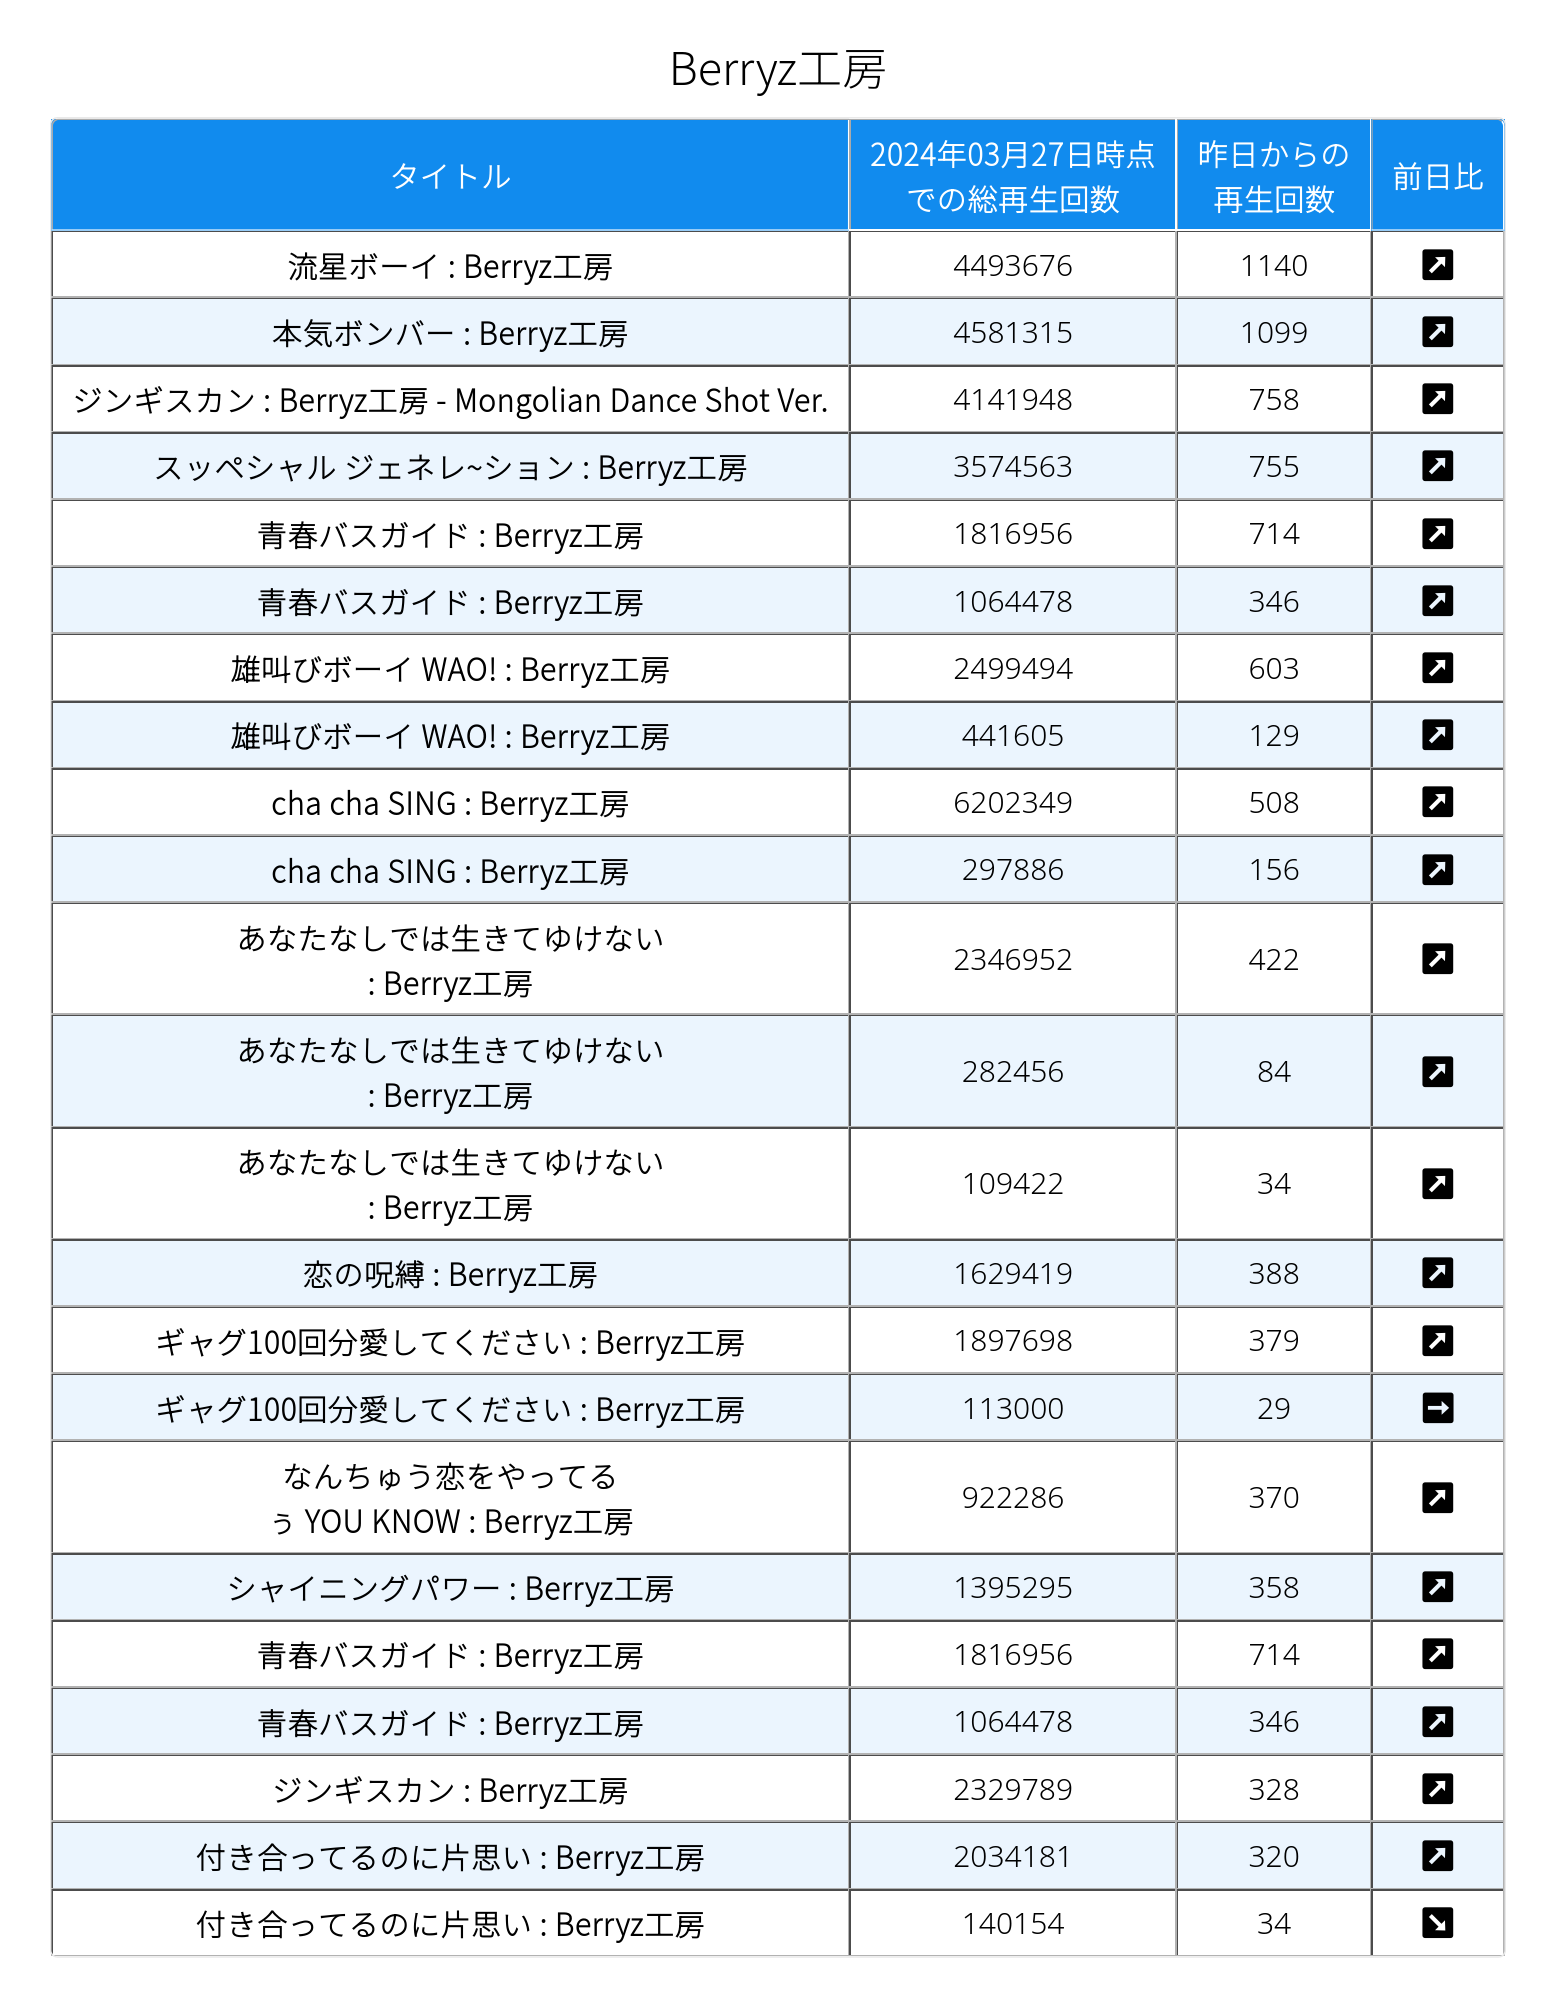 Berryz工房
タイトル 2024年03月27日時点 昨日からの 前日比
での総再生回数 再生回数
流星ボーイ : Berryz工房 4493676 1140
本気ボンバー : Berryz工房 4581315 1099
ジンギスカン : Berryz工房 - Mongolian Dance Shot Ver. 4141948 758
スッペシャル ジェネレ~ション : Berryz工房 3574563 755
青春バスガイド : Berryz工房 1816956 714
青春バスガイド : Berryz工房 1064478 346
雄叫びボーイ WAO! : Berryz工房 2499494 603
雄叫びボーイ WAO! : Berryz工房 441605 129
cha cha SING : Berryz工房 6202349 508
cha cha SING : Berryz工房 297886 156
あなたなしでは生きてゆけない
: Berryz工房 2346952 422
あなたなしでは生きてゆけない
: Berryz工房 282456 84
あなたなしでは生きてゆけない
: Berryz工房 109422 34
恋の呪縛 : Berryz工房 1629419 388
ギャグ100回分愛してください : Berryz工房 1897698 379
ギャグ100回分愛してください : Berryz工房 113000 29
なんちゅう恋をやってる
ぅ YOU KNOW : Berryz工房 922286 370
シャイニングパワー : Berryz工房 1395295 358
青春バスガイド : Berryz工房 1816956 714
青春バスガイド : Berryz工房 1064478 346
ジンギスカン : Berryz工房 2329789 328
付き合ってるのに片思い : Berryz工房 2034181 320
付き合ってるのに片思い : Berryz工房 140154 34